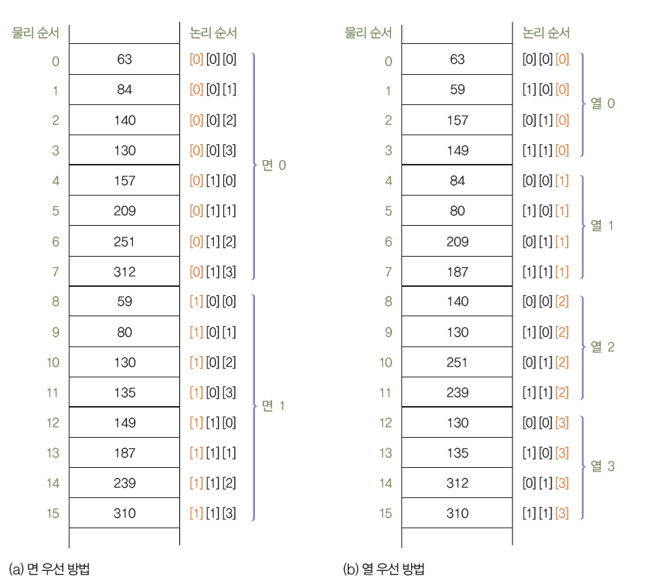 물리 순서 논리 순서
0 63 [0][0][0]
1 84 [0][0][1]
2 140 [0][0][2]
3 130 [0][0][3]
면 0
4 157 [0][1][0]
5 209 [0][1][1]
6 251 [0][1][2]
7 312 [0][1][3]
8 59 [1][0][0]
9 80 [1][0][1]
10 130 [1][0][2]
11 135 [1][0][3]
면 1
12 149 [1][1][0]
13 187 [1][1][1]
14 239 [1][1][2]
15 310 [1][1][3]
(a) 면 우선 방법
물리 순서 논리 순서
0 63 [0][0][0]
1 59 [1][0][0]
열 0
2 157 [0][1][0]
3 149 [1][1][0]
4 84 [0][0][1]
5 80 [1][0][1]
열 1
6 209 [0][1][1]
7 187 [1][1][1]
8 140 [0][0][2]
9 130 [1][0][2]
열 2
10 251 [0][1][2]
11 239 [1][1][2]
12 130 [0][0][3]
13 135 [1][0][3]
열 3
14 312 [0][1][3]
15 310 [1][1][3]
(b) 열 우선 방법